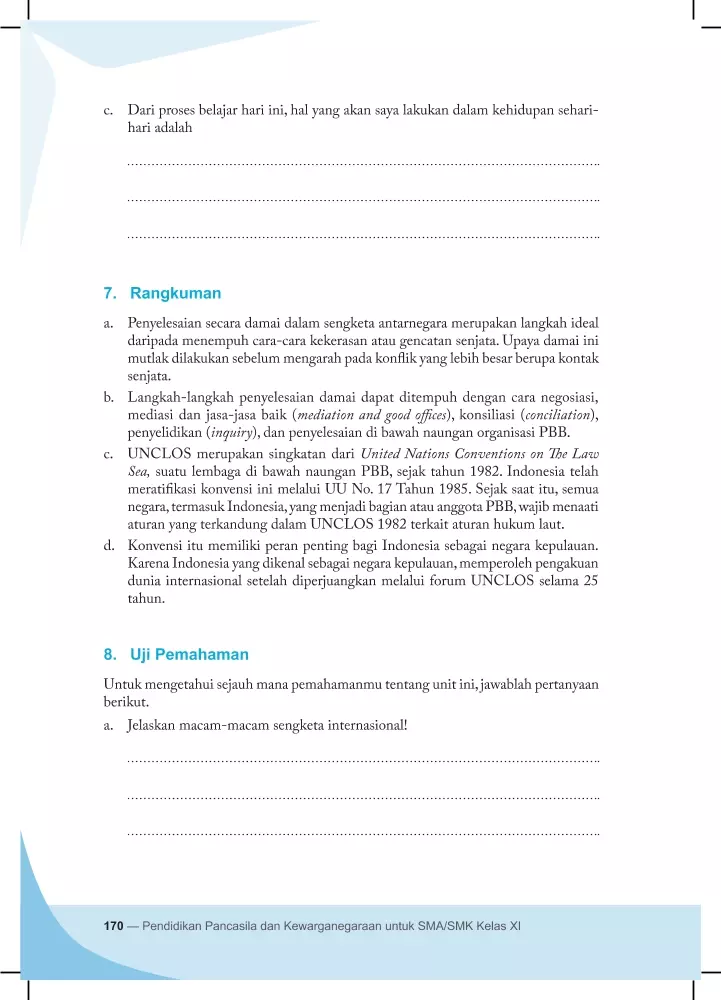 c. Dari proses belajar hari ini, hal yang akan saya lakukan dalam kehidupan sehari-
hari adalah
....................................................................................................
....................................................................................................
....................................................................................................
7. Rangkuman
a. Penyelesaian secara damai dalam sengketa antarnegara merupakan langkah ideal
daripada menempuh cara-cara kekerasan atau gencatan senjata. Upaya damai ini
mutlak dilakukan sebelum mengarah pada konflik yang lebih besar berupa kontak
senjata.
b. Langkah-langkah penyelesaian damai dapat ditempuh dengan cara negosiasi,
mediasi dan jasa-jasa baik (mediation and good offices), konsiliasi (conciliation),
penyelidikan (inquiry), dan penyelesaian di bawah naungan organisasi PBB.
c. UNCLOS merupakan singkatan dari United Nations Conventions on The Law
Sea, suatu lembaga di bawah naungan PBB, sejak tahun 1982. Indonesia telah
meratifikasi konvensi ini melalui UU No. 17 Tahun 1985. Sejak saat itu, semua
negara, termasuk Indonesia, yang menjadi bagian atau anggota PBB, wajib menaati
aturan yang terkandung dalam UNCLOS 1982 terkait aturan hukum laut.
d. Konvensi itu memiliki peran penting bagi Indonesia sebagai negara kepulauan.
Karena Indonesia yang dikenal sebagai negara kepulauan, memperoleh pengakuan
dunia internasional setelah diperjuangkan melalui forum UNCLOS selama 25
tahun.
8. Uji Pemahaman
Untuk mengetahui sejauh mana pemahamanmu tentang unit ini, jawablah pertanyaan
berikut.
a. Jelaskan macam-macam sengketa internasional!
....................................................................................................
....................................................................................................
....................................................................................................
170 — Pendidikan Pancasila dan Kewarganegaraan untuk SMA/SMK Kelas XI